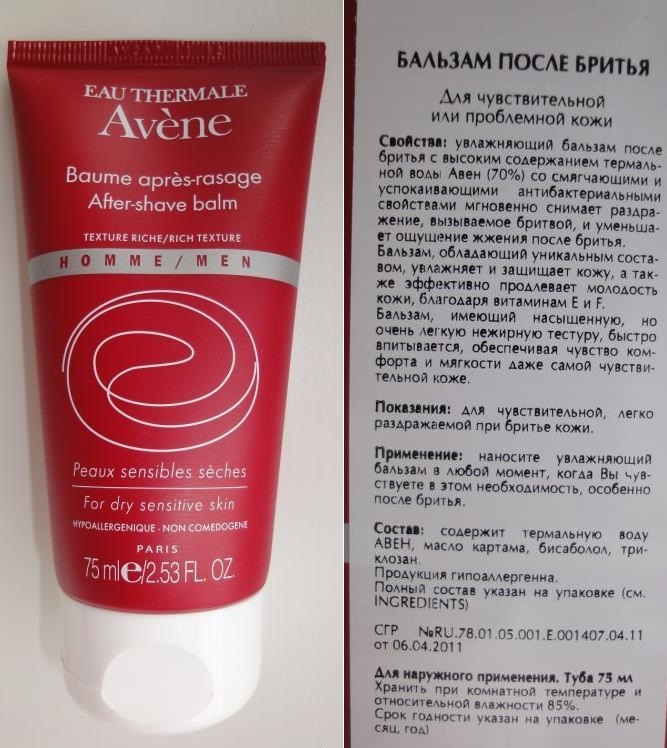 EAU THERMALE
Avène
Baume après-rasage
After-shave balm
TEXTURE RICHE/RICH TEXTURE
HOMME/MEN
Peaux sensibles sèches
For dry sensitive skin
HYPOALLERGENIQUE - NON COMEDOGENE
PARIS
75 ml e/2.53 FL. OZ.
БАЛЬЗАМ ПОСЛЕ БРИТЬЯ
Для чувствительной
или проблемной кожи
Свойства: увлажняющий бальзам после
бритья с высоким содержанием термаль-
ной воды Авен (70%) со смягчающими и
успокаивающими антибактериальными
свойствами мгновенно снимает раздра-
жение, вызываемое бритвой, и уменьша-
ет ощущение жжения после бритья.
Бальзам, обладающий уникальным соста-
вом, увлажняет и защищает кожу, а так-
же эффективно продлевает молодость
кожи, благодаря витаминам E и F.
Бальзам, имеющий насыщенную, но
очень легкую нежирную тестуру, быстро
впитывается, обеспечивая чувство ком-
форта и мягкости даже самой чувстви-
тельной коже.
Показания: для чувствительной, легко
раздражаемой при бритье кожи.
Применение: наносите увлажняющий
бальзам в любой момент, когда Вы чув-
ствуете в этом необходимость, особенно
после бритья.
Состав: содержит термальную воду
АВЕН, масло картама, бисаболол, три-
клозан.
Продукция гипоаллергенна.
Полный состав указан на упаковке (см.
INGREDIENTS)
СГР №RU.78.01.05.001.E.001407.04.11
от 06.04.2011
Для наружного применения. Туба 75 мл
Хранить при комнатной температуре и
относительной влажности 85%.
Срок годности указан на упаковке (ме-
сяц, год)